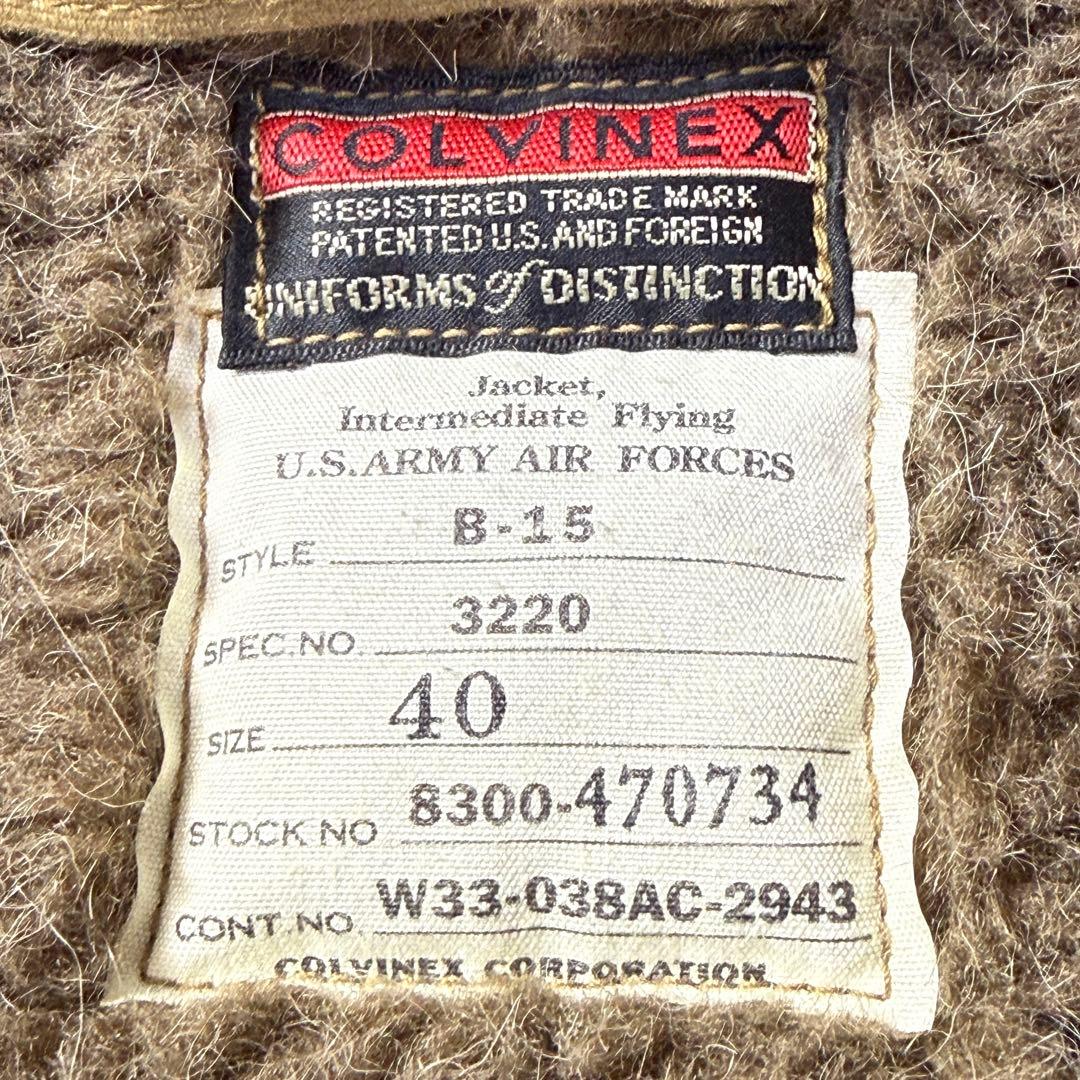 COLVINEX
REGISTERED TRADE MARK
PATENTED U.S. AND FOREIGN
UNIFORMS of DISTINCTION
Jacket,
Intermediate Flying
U.S. ARMY AIR FORCES
STYLE B-15
SPEC. NO. 3220
SIZE 40
STOCK NO 8300-470734
CONT. NO. W33-038AC-2943
COLVINEX CORPORATION